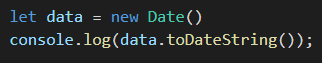 let data = new Date()
console.log(data.toDateString());